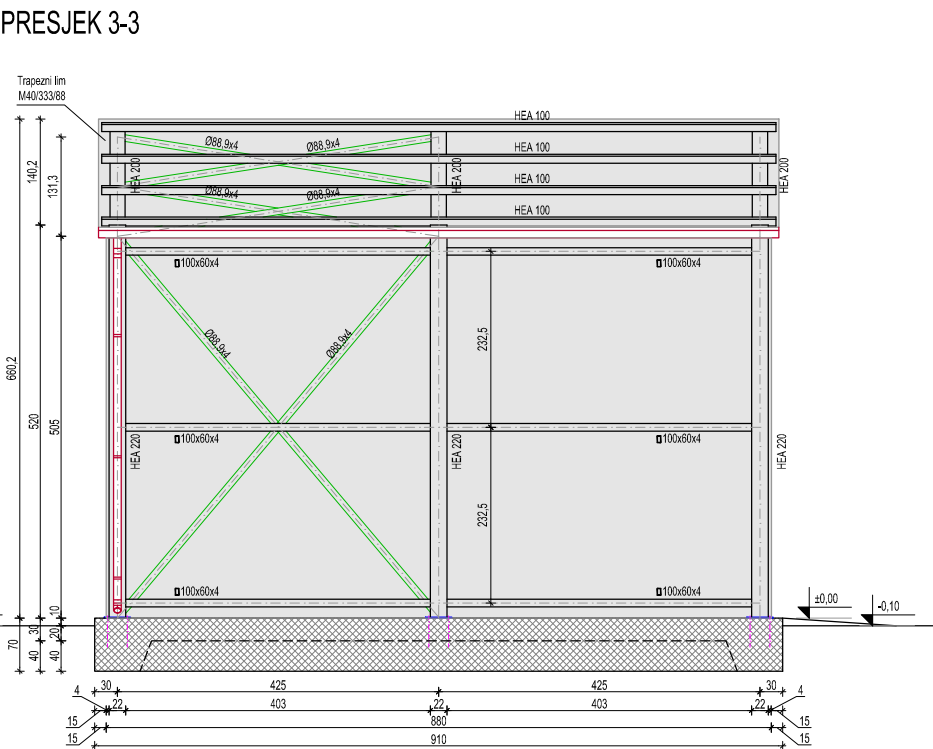 PRESJEK 3-3
Trapezni lim
M40/333/88
HEA 100
HEA 100
HEA 100
HEA 100
Ø88,9x4
Ø88,9x4
Ø88,9x4
Ø88,9x4
HEA 200
HEA 200
HEA 200
140,2
131,3
100x60x4
100x60x4
Ø88,9x4
Ø88,9x4
232,5
660,2
520
505
100x60x4
100x60x4
HEA 220
HEA 220
HEA 220
232,5
100x60x4
100x60x4
±0,00
-0,10
10
70
30
20
40
40
30
425
425
30
4
22
403
22
403
22
4
15
880
15
15
910
15